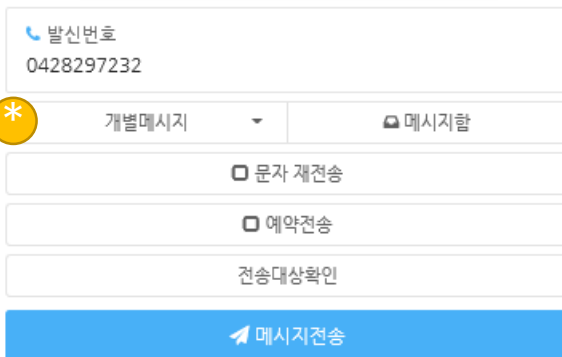 발신번호
0428297232
* 개별메시지 메시지함
문자 재전송
예약전송
전송대상확인
메시지전송